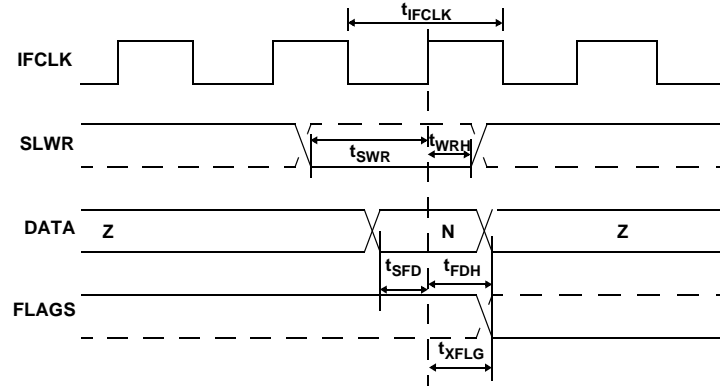 tIFCLK
IFCLK
SLWR
tSWR
tWRH
DATA
Z
N
Z
tSFD
tFDH
FLAGS
tXFLG